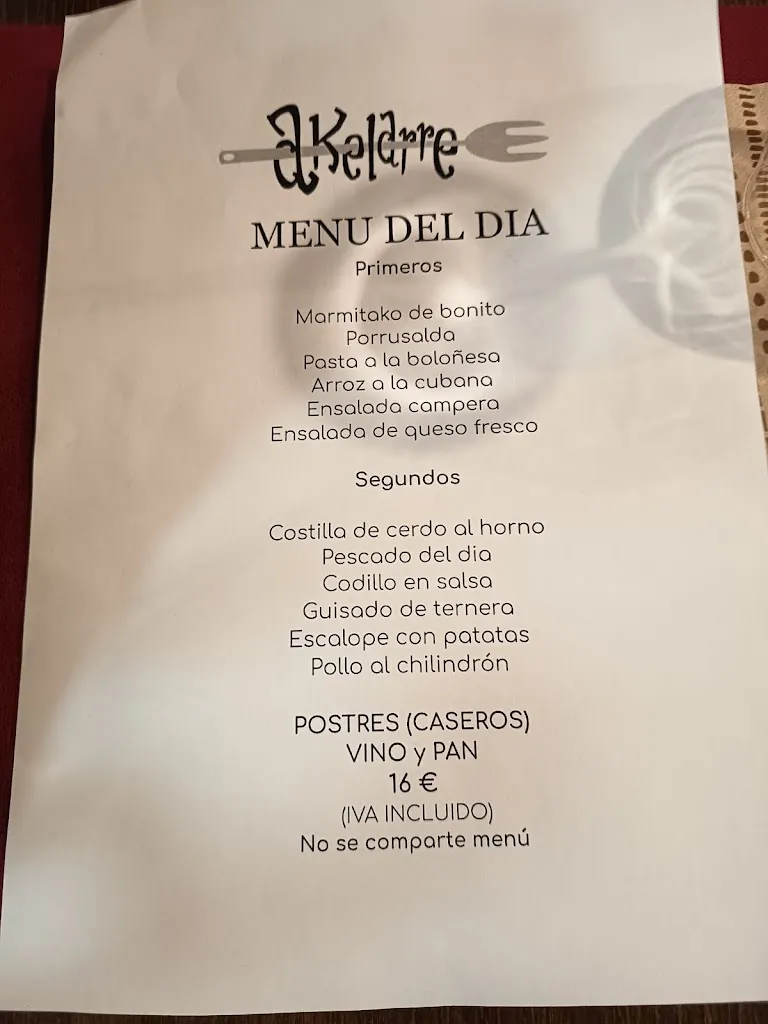 akelarre
MENU DEL DIA
Primeros
Marmitako de bonito
Porrusalda
Pasta a la boloñesa
Arroz a la cubana
Ensalada campera
Ensalada de queso fresco
Segundos
Costilla de cerdo al horno
Pescado del dia
Codillo en salsa
Guisado de ternera
Escalope con patatas
Pollo al chilindrón
POSTRES (CASEROS)
VINO y PAN
16 €
(IVA INCLUIDO)
No se comparte menú